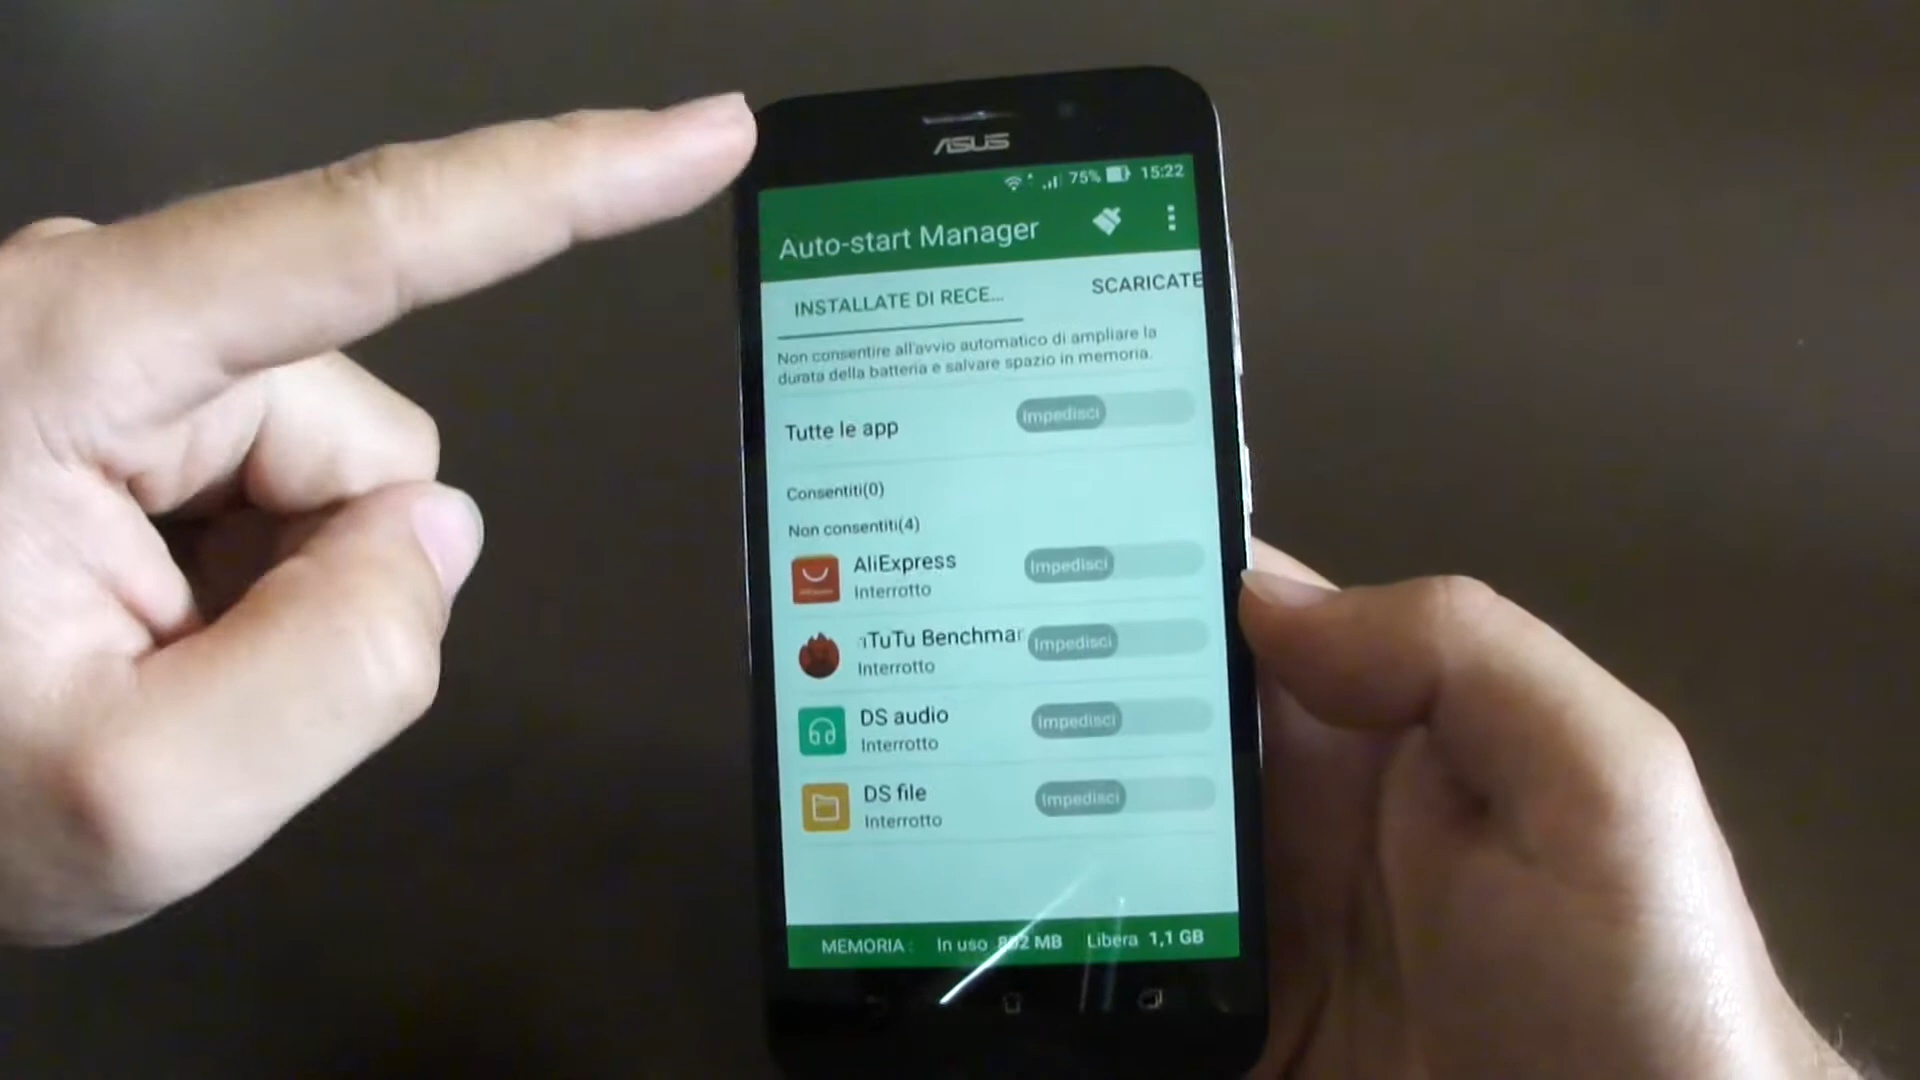 ASUS
75% 15:22
Auto-start Manager
INSTALLATE DI RECE...
SCARICATE
Non consentire all'avvio automatico di ampliare la
durata della batteria e salvare spazio in memoria.
Tutte le app
Impedisci
Consentiti(0)
Non consentiti(4)
AliExpress
Impedisci
Interrotto
Benchmar
Impedisci
Interrotto
DS audio
Impedisci
Interrotto
DS file
Impedisci
Interrotto
MEMORIA : In uso MB Libera 1,1 GB